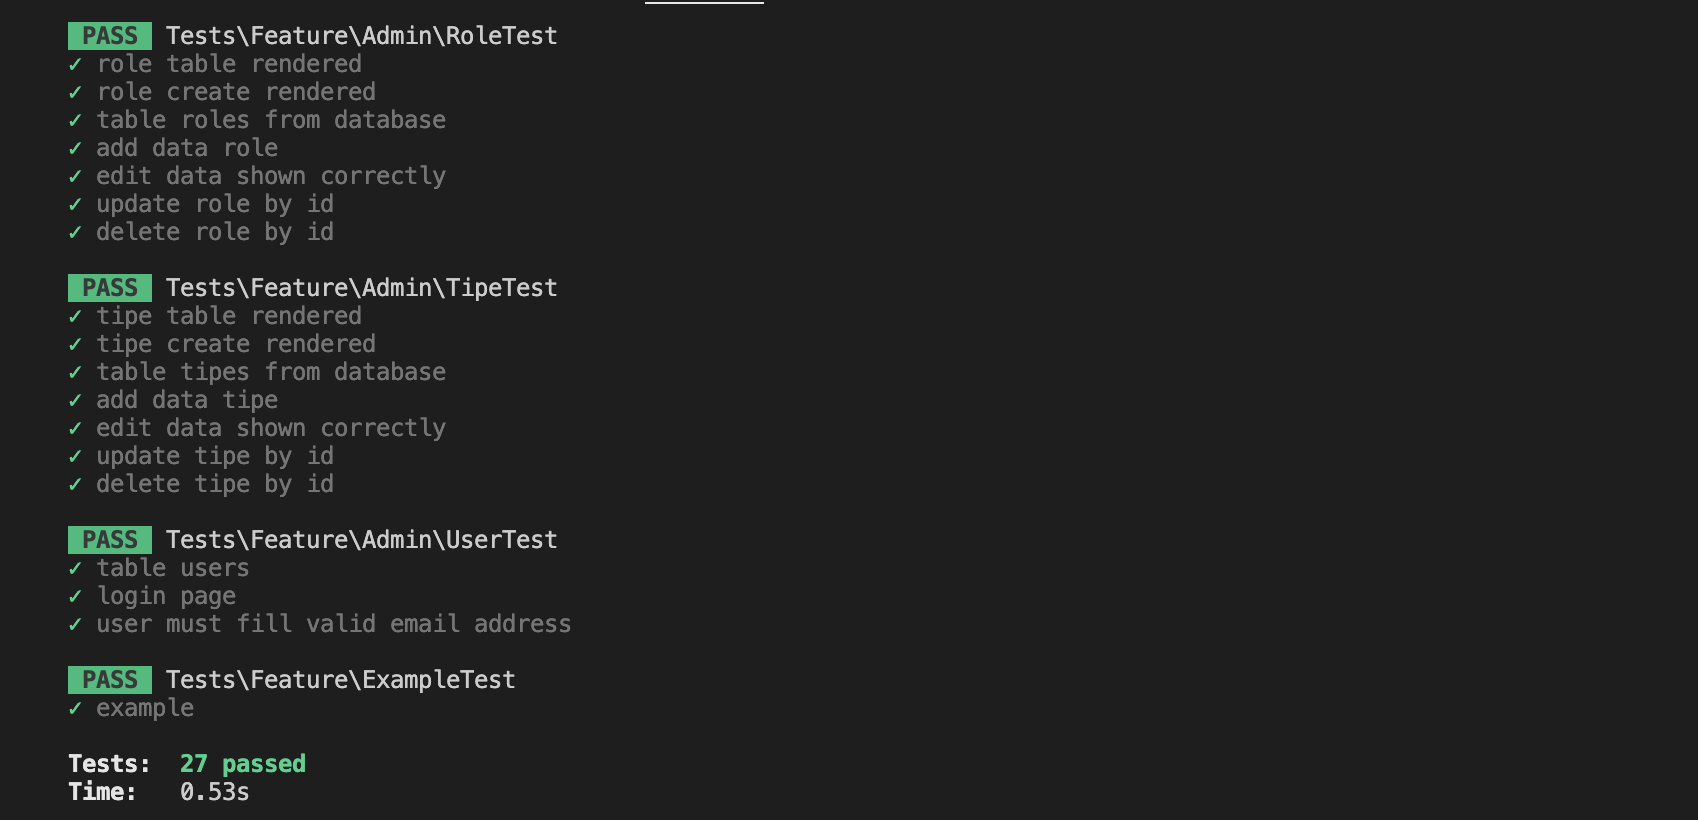 PASS Tests\Feature\Admin\RoleTest
✓ role table rendered
✓ role create rendered
✓ table roles from database
✓ add data role
✓ edit data shown correctly
✓ update role by id
✓ delete role by id
PASS Tests\Feature\Admin\TipeTest
✓ tipe table rendered
✓ tipe create rendered
✓ table tipes from database
✓ add data tipe
✓ edit data shown correctly
✓ update tipe by id
✓ delete tipe by id
PASS Tests\Feature\Admin\UserTest
✓ table users
✓ login page
✓ user must fill valid email address
PASS Tests\Feature\ExampleTest
✓ example
Tests: 27 passed
Time: 0.53s